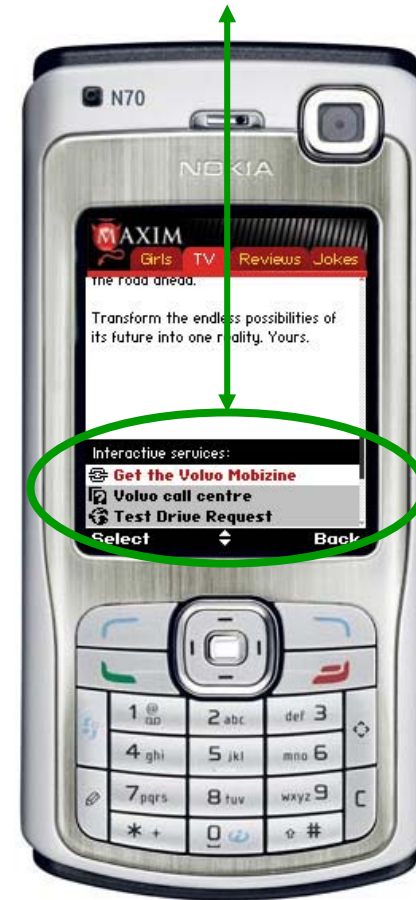 N70
NOKIA
MAXIM
Girls TV Reviews Jokes
the road ahead.
Transform the endless possibilities of
its future into one reality. Yours.
Interactive services:
Get the Volvo Mobizine
Volvo call centre
Test Drive Request
Select Back
1 @ 2 abc def 3
4 ghi 5 jkl mno 6
7 pqrs 8 tuv wxyz 9 C
* + 0 #